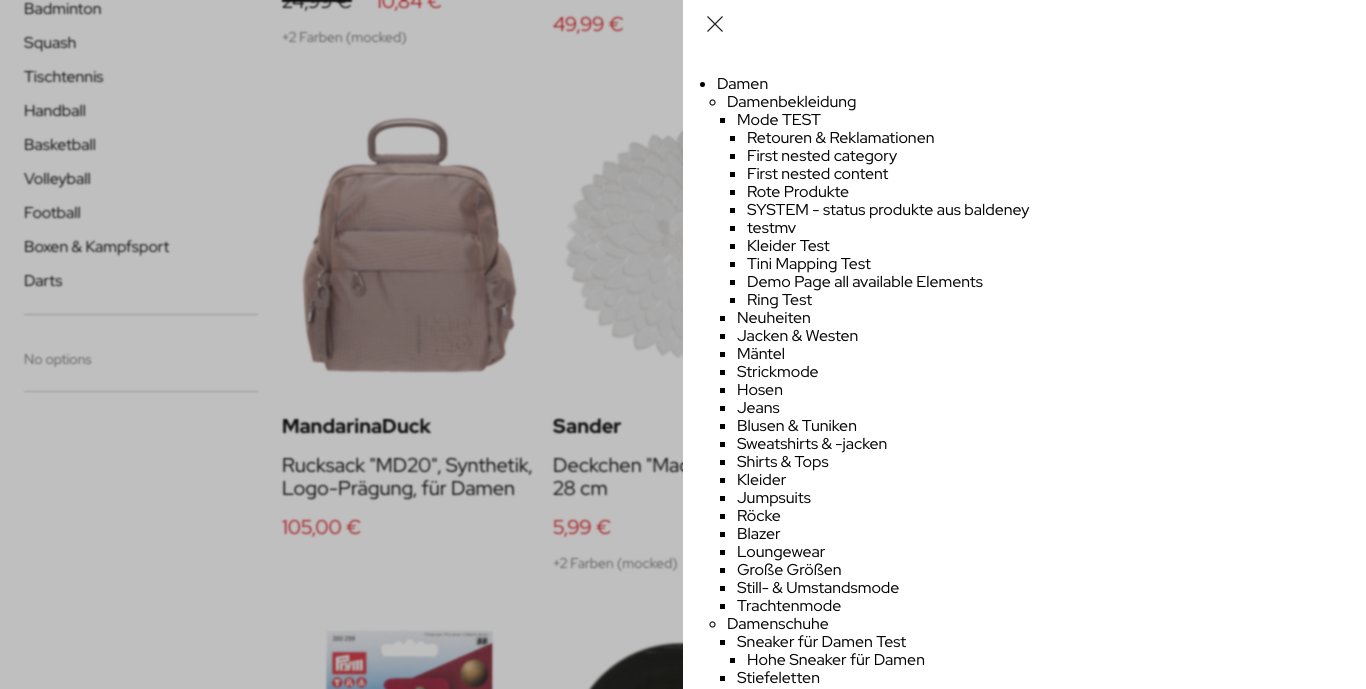 Badminton
Squash
Tischtennis
Handball
Basketball
Volleyball
Football
Boxen & Kampfsport
Darts
No options
24,99 € 10,84 €
+2 Farben (mocked)
49,99 €
MandarinaDuck
Rucksack "MD20", Synthetik,
Logo-Prägung, für Damen
105,00 €
Sander
Deckchen
28 cm
5,99 €
+2 Farben (mocked)
Prym
Damen
Damenbekleidung
Mode TEST
Retouren & Reklamationen
First nested category
First nested content
Rote Produkte
SYSTEM - status produkte aus baldeney
testmv
Kleider Test
Tini Mapping Test
Demo Page all available Elements
Ring Test
Neuheiten
Jacken & Westen
Mäntel
Strickmode
Hosen
Jeans
Blusen & Tuniken
Sweatshirts & -jacken
Shirts & Tops
Kleider
Jumpsuits
Röcke
Blazer
Loungewear
Große Größen
Still- & Umstandsmode
Trachtenmode
Damenschuhe
Sneaker für Damen Test
Hohe Sneaker für Damen
Stiefeletten